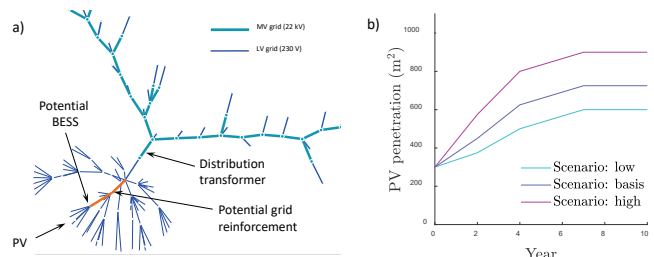 a)
MV grid (22 kV)
LV grid (230 V)
Potential
BESS
Distribution
transformer
Potential grid
reinforcement
PV
b)
PV penetration (m²)
1000
800
600
400
200
0
0
2
4
6
8
10
Year
Scenario: low
Scenario: basis
Scenario: high